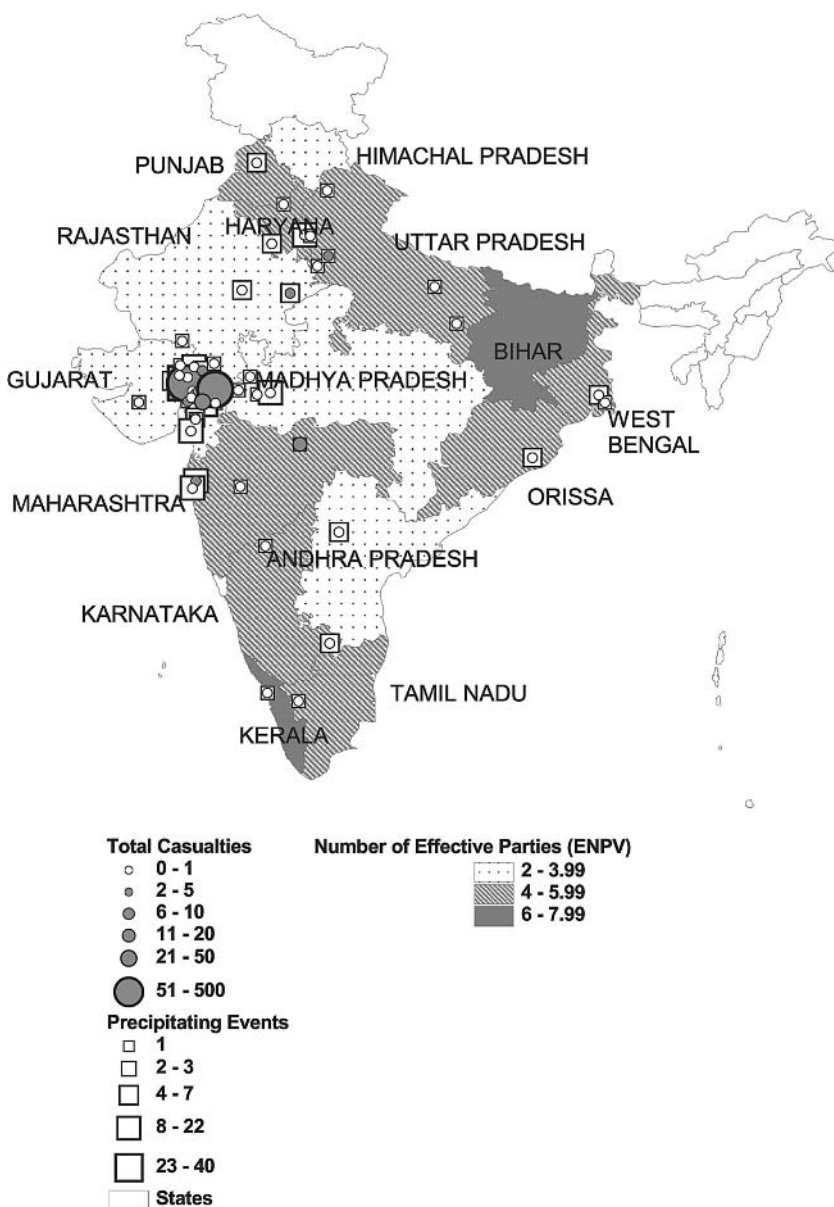 HIMACHAL PRADESH
PUNJAB
HARYANA
RAJASTHAN
UTTAR PRADESH
BIHAR
GUJARAT
MADHYA PRADESH
WEST
BENGAL
MAHARASHTRA
ORISSA
ANDHRA PRADESH
KARNATAKA
TAMIL NADU
KERALA
Total Casualties
0 - 1
2 - 5
6 - 10
11 - 20
21 - 50
51 - 500
Precipitating Events
1
2 - 3
4 - 7
8 - 22
23 - 40
States
Number of Effective Parties (ENPV)
2 - 3.99
4 - 5.99
6 - 7.99